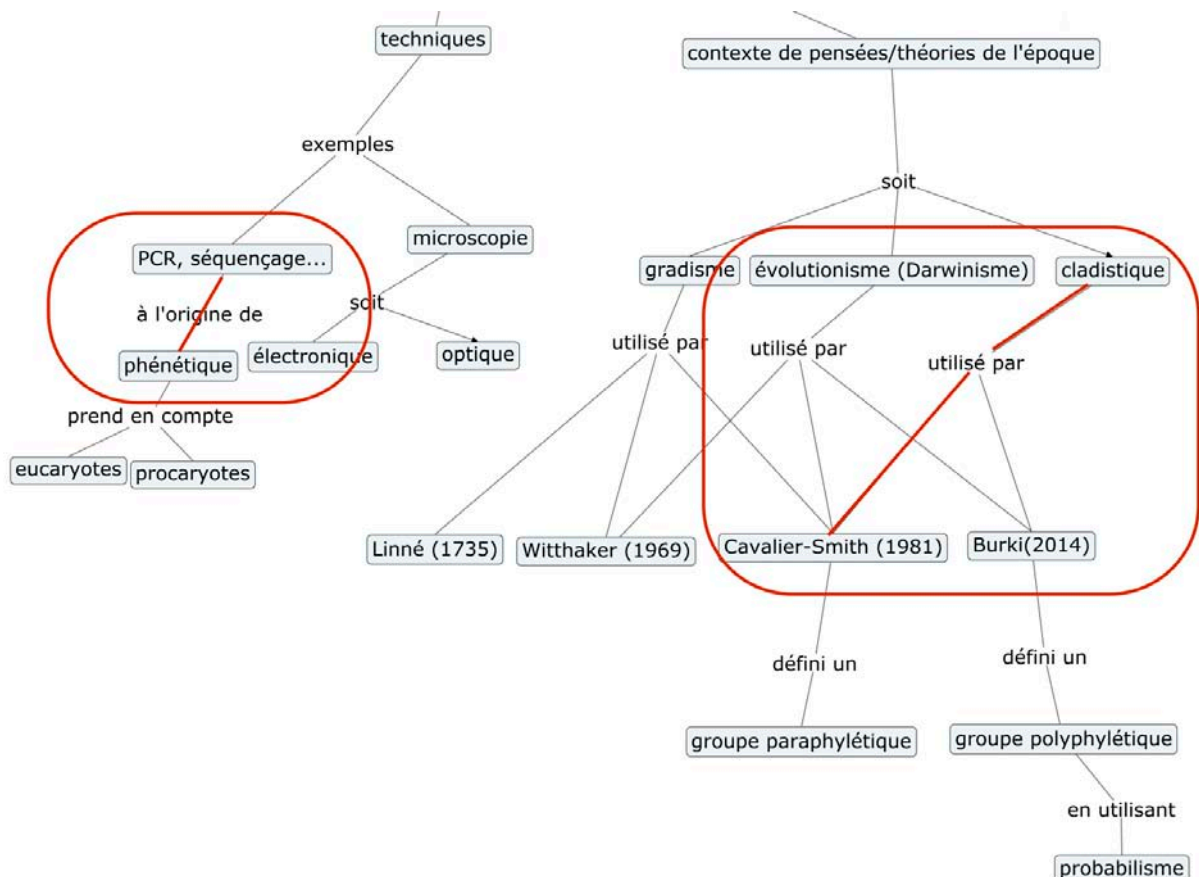 techniques
contexte de pensées/théories de l'époque
exemples
soit
PCR, séquençage...
microscopie
gradisme
évolutionisme (Darwinisme)
cladistique
à l'origine de
soit
utilisé par
utilisé par
utilisé par
phénétique
électronique
optique
prend en compte
eucaryotes
procaryotes
Linné (1735)
Witthaker (1969)
Cavalier-Smith (1981)
Burki(2014)
défini un
défini un
groupe paraphylétique
groupe polyphylétique
en utilisant
probabilisme